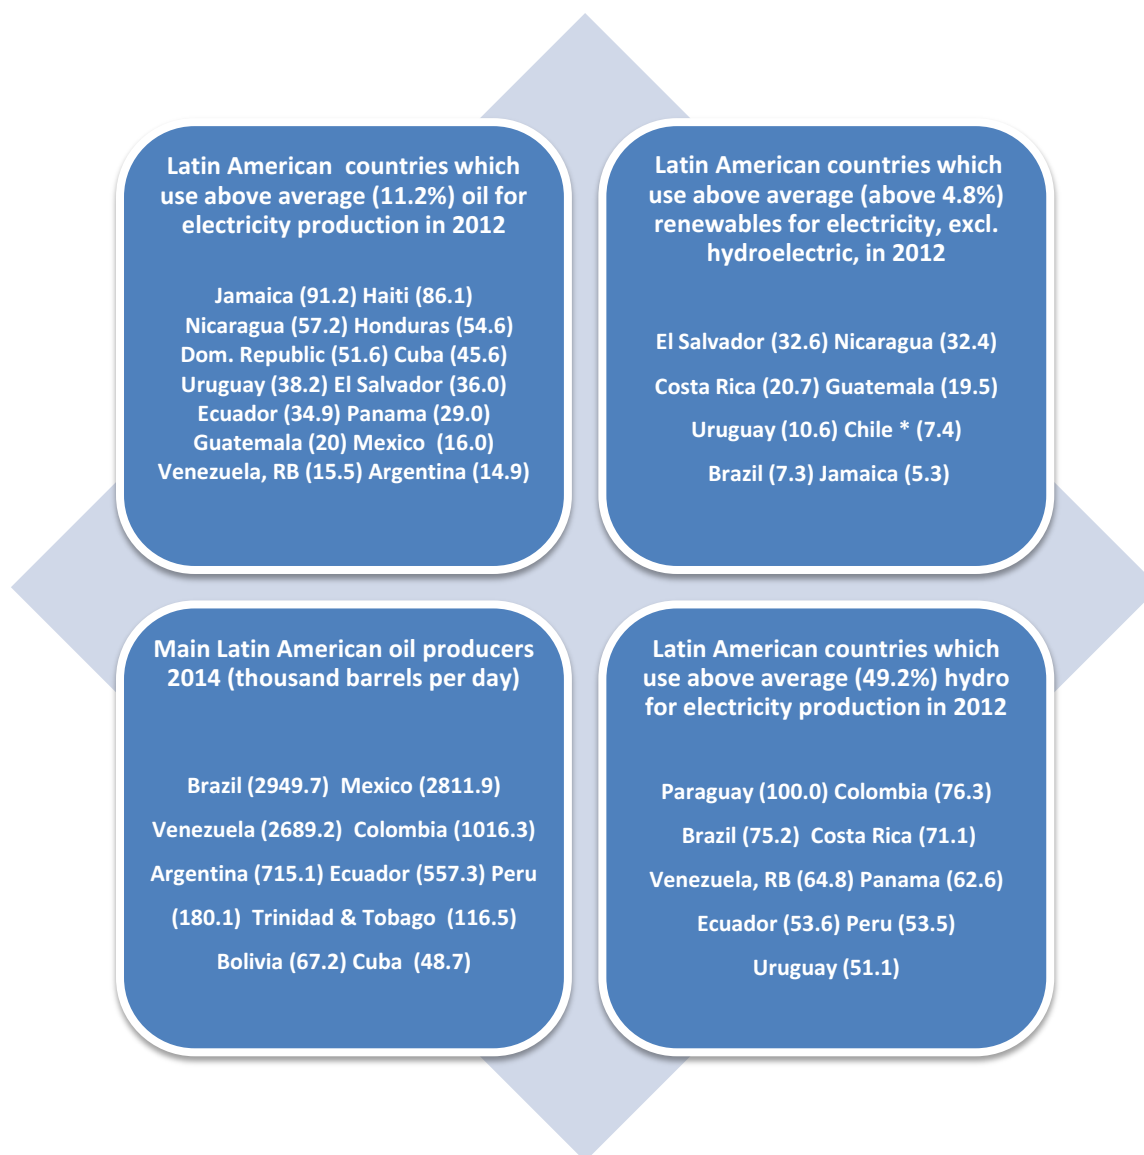 Latin American countries which
use above average (11.2%) oil for
electricity production in 2012
Jamaica (91.2) Haiti (86.1)
Nicaragua (57.2) Honduras (54.6)
Dom. Republic (51.6) Cuba (45.6)
Uruguay (38.2) El Salvador (36.0)
Ecuador (34.9) Panama (29.0)
Guatemala (20) Mexico (16.0)
Venezuela, RB (15.5) Argentina (14.9)
Latin American countries which
use above average (above 4.8%)
renewables for electricity, excl.
hydroelectric, in 2012
El Salvador (32.6) Nicaragua (32.4)
Costa Rica (20.7) Guatemala (19.5)
Uruguay (10.6) Chile * (7.4)
Brazil (7.3) Jamaica (5.3)
Main Latin American oil producers
2014 (thousand barrels per day)
Brazil (2949.7) Mexico (2811.9)
Venezuela (2689.2) Colombia (1016.3)
Argentina (715.1) Ecuador (557.3) Peru
(180.1) Trinidad & Tobago (116.5)
Bolivia (67.2) Cuba (48.7)
Latin American countries which
use above average (49.2%) hydro
for electricity production in 2012
Paraguay (100.0) Colombia (76.3)
Brazil (75.2) Costa Rica (71.1)
Venezuela, RB (64.8) Panama (62.6)
Ecuador (53.6) Peru (53.5)
Uruguay (51.1)